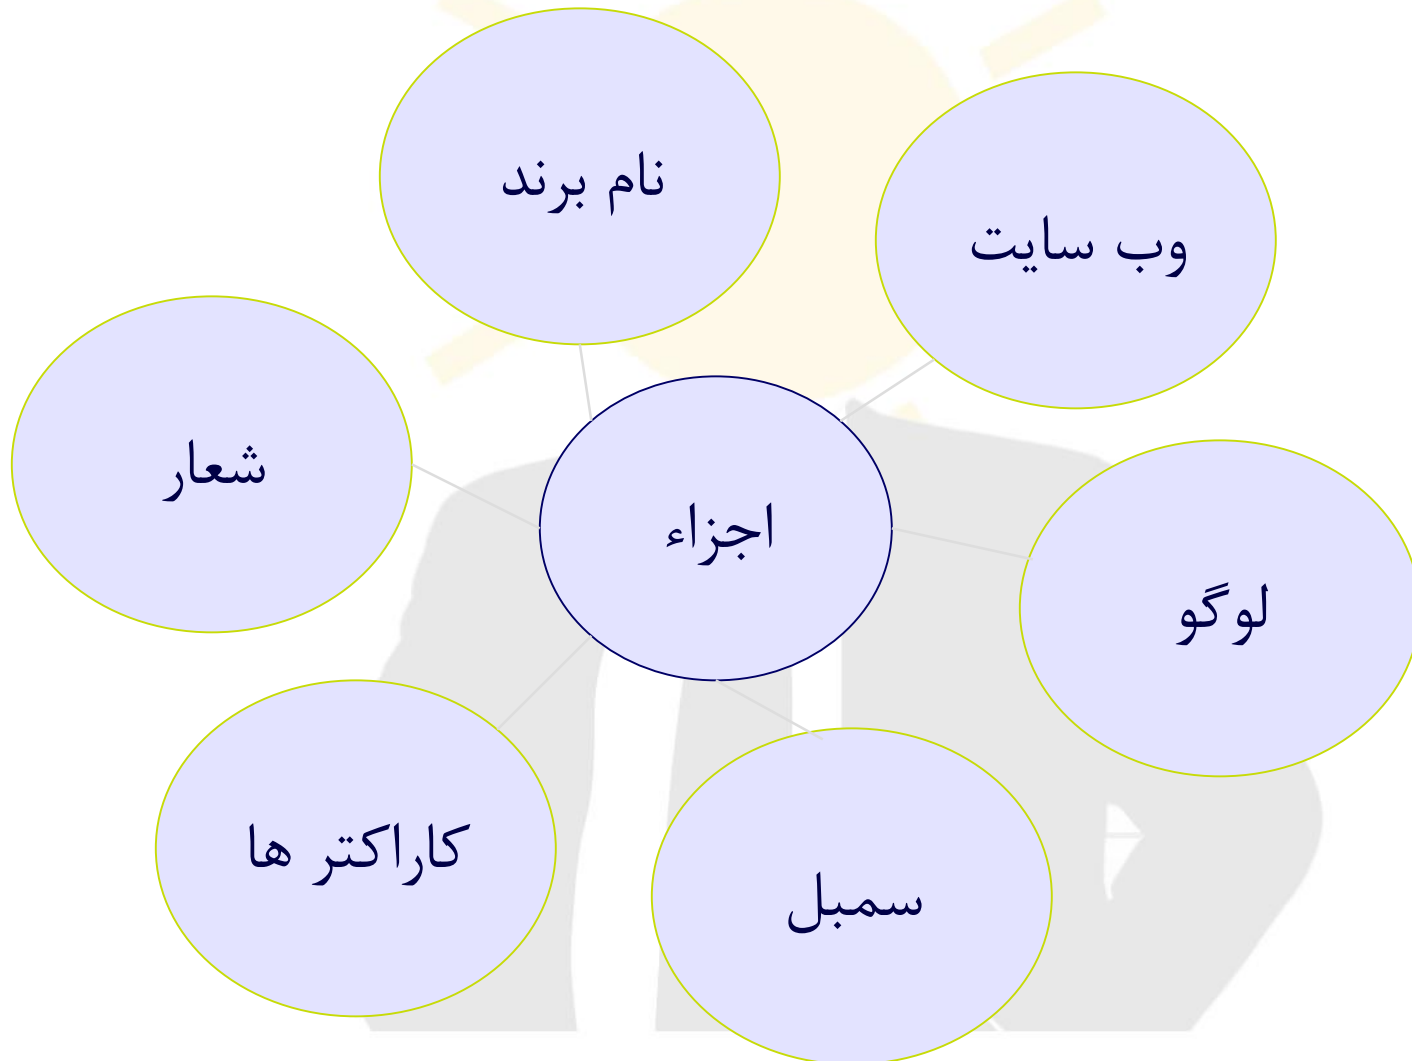 نام برند
وب سایت
شعار
اجزاء
لوگو
کاراکتر ها
سمبل